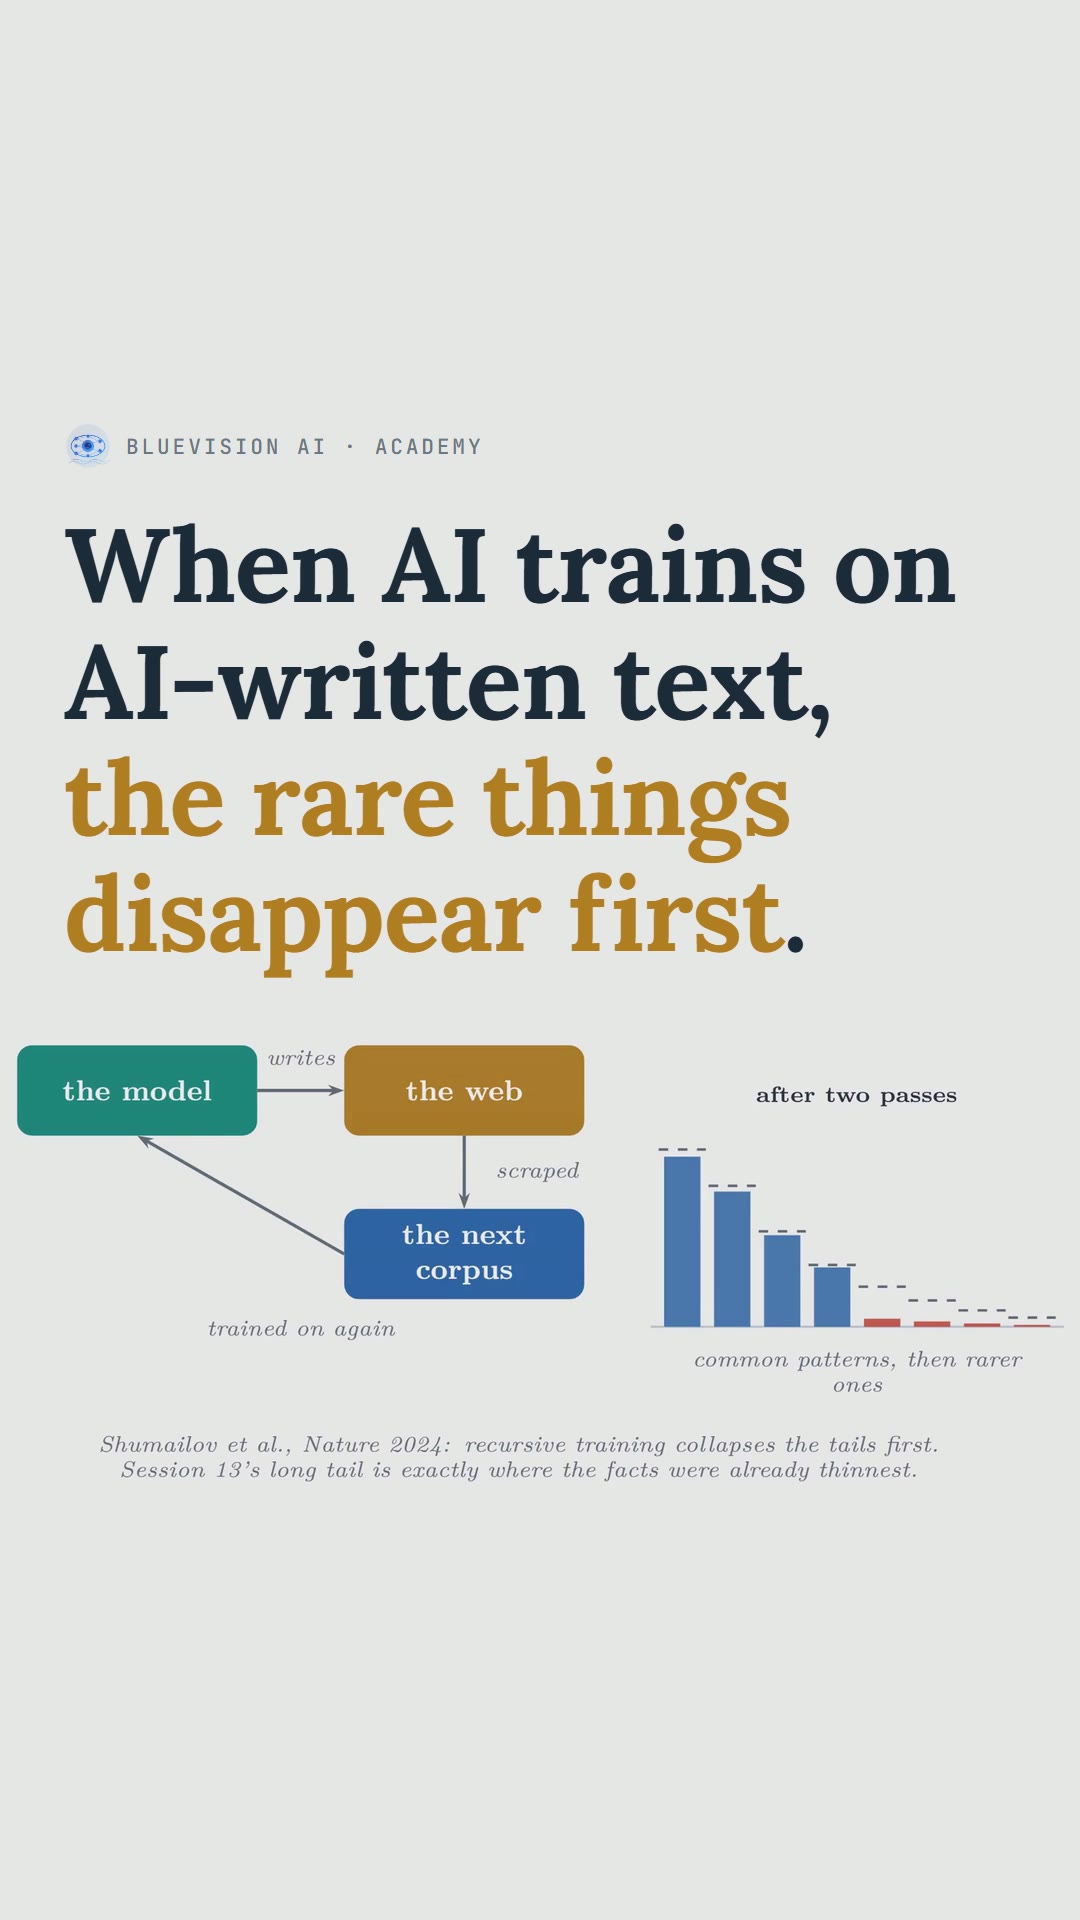 BLUEVISION AI · ACADEMY
When AI trains on
AI-written text,
the rare things
disappear first.
the model
writes
the web
scraped
the next
corpus
trained on again
after two passes
common patterns, then rarer
ones
Shumailov et al., Nature 2024: recursive training collapses the tails first.
Session 13's long tail is exactly where the facts were already thinnest.